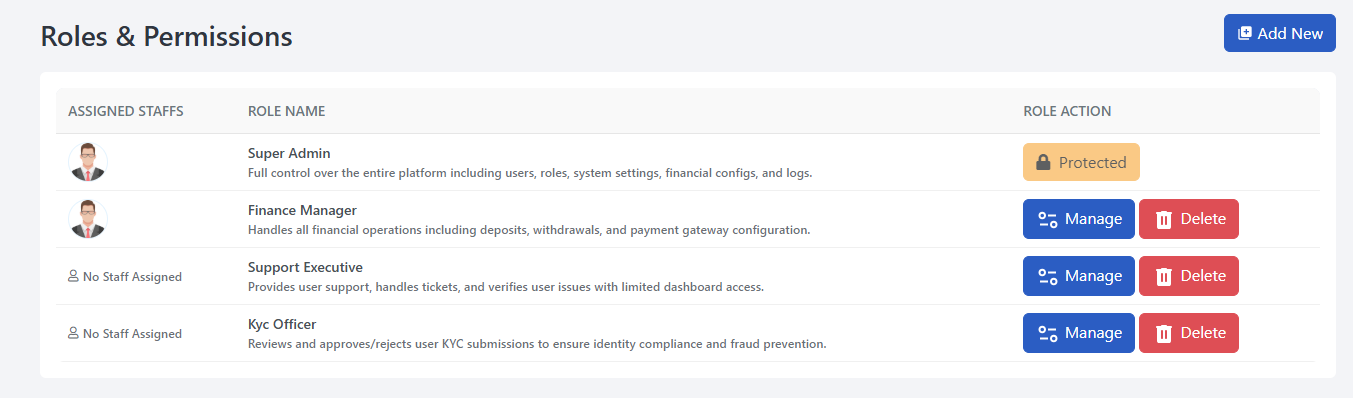 Roles & Permissions
Add New
ASSIGNED STAFFS ROLE NAME ROLE ACTION
Super Admin
Full control over the entire platform including users, roles, system settings, financial configs, and logs.
Protected
Finance Manager
Handles all financial operations including deposits, withdrawals, and payment gateway configuration.
Manage Delete
No Staff Assigned
Support Executive
Provides user support, handles tickets, and verifies user issues with limited dashboard access.
Manage Delete
No Staff Assigned
Kyc Officer
Reviews and approves/rejects user KYC submissions to ensure identity compliance and fraud prevention.
Manage Delete